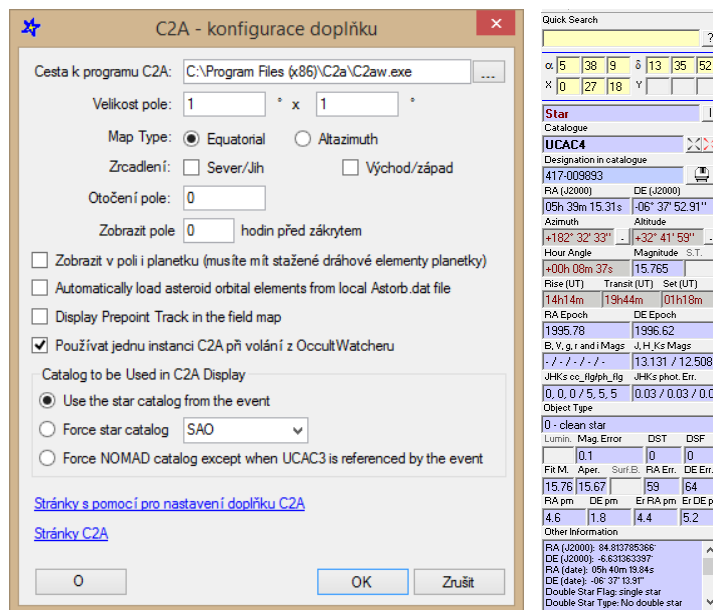 C2A - konfigurace doplňku
Cesta k programu C2A: C:\Program Files (x86)\C2a\C2aw.exe ...
Velikost pole: 1 ° x 1 °
Map Type: Equatorial Altazimuth
Zrcadlení: Sever/Jih Východ/západ
Otočení pole: 0
Zobrazit pole 0 hodin před zákrytem
Zobrazit v poli i planetku (musíte mít stažené dráhové elementy planetky)
Automatically load asteroid orbital elements from local Astorb.dat file
Display Prepoint Track in the field map
Používat jednu instanci C2A při volání z OccultWatcheru
Catalog to be Used in C2A Display
Use the star catalog from the event
Force star catalog SAO
Force NOMAD catalog except when UCAC3 is referenced by the event
Stránky s pomocí pro nastavení doplňku C2A
Stránky C2A
O OK Zrušit
Quick Search
?
α 5 38 9 δ 13 35 52
X 0 27 18 Y
Star
Catalogue
UCAC4
Designation in catalogue
417-009893
RA (J2000) DE (J2000)
05h 39m 15.31s -06° 37' 52.91''
Azimuth Altitude
+182° 32' 33'' - +32° 41' 59'' -
Hour Angle Magnitude S.T.
+00h 08m 37s 15.765
Rise (UT) Transit (UT) Set (UT)
14h14m 19h44m 01h18m
RA Epoch DE Epoch
1995.78 1996.62
B, V, g, r and i Mags J, H ,Ks Mags
- / - / - / - / - 13.131 / 12.508
JHKs cc_flg/ph_flg JHKs phot. Err.
0, 0, 0 / 5, 5, 5 0.03 / 0.03 / 0.0
Object Type
0 - clean star
Lumin. Mag. Error DST DSF
0.1 0 0
Fit M. Aper. Surf.B. RA Err. DE Err.
15.76 15.67 59 64
RA pm DE pm Er RA pm Er DE p
4.6 1.8 4.4 5.2
Other Information
RA (J2000): 84.813785366°
DE (J2000): -6.631363397°
RA (date): 05h 40m 19.84s
DE (date): -06° 37' 13.91"
Double Star Flag: single star
Double Star Type: No double star